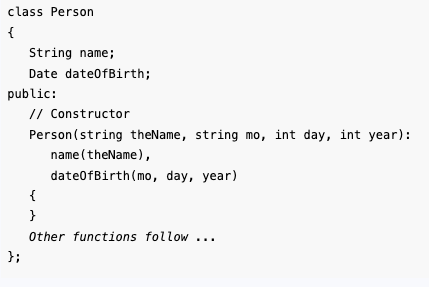 class Person
{
String name;
Date dateOfBirth;
public:
// Constructor
Person(string theName, string mo, int day, int year):
name(theName),
dateOfBirth(mo, day, year)
{
}
Other functions follow ...
};